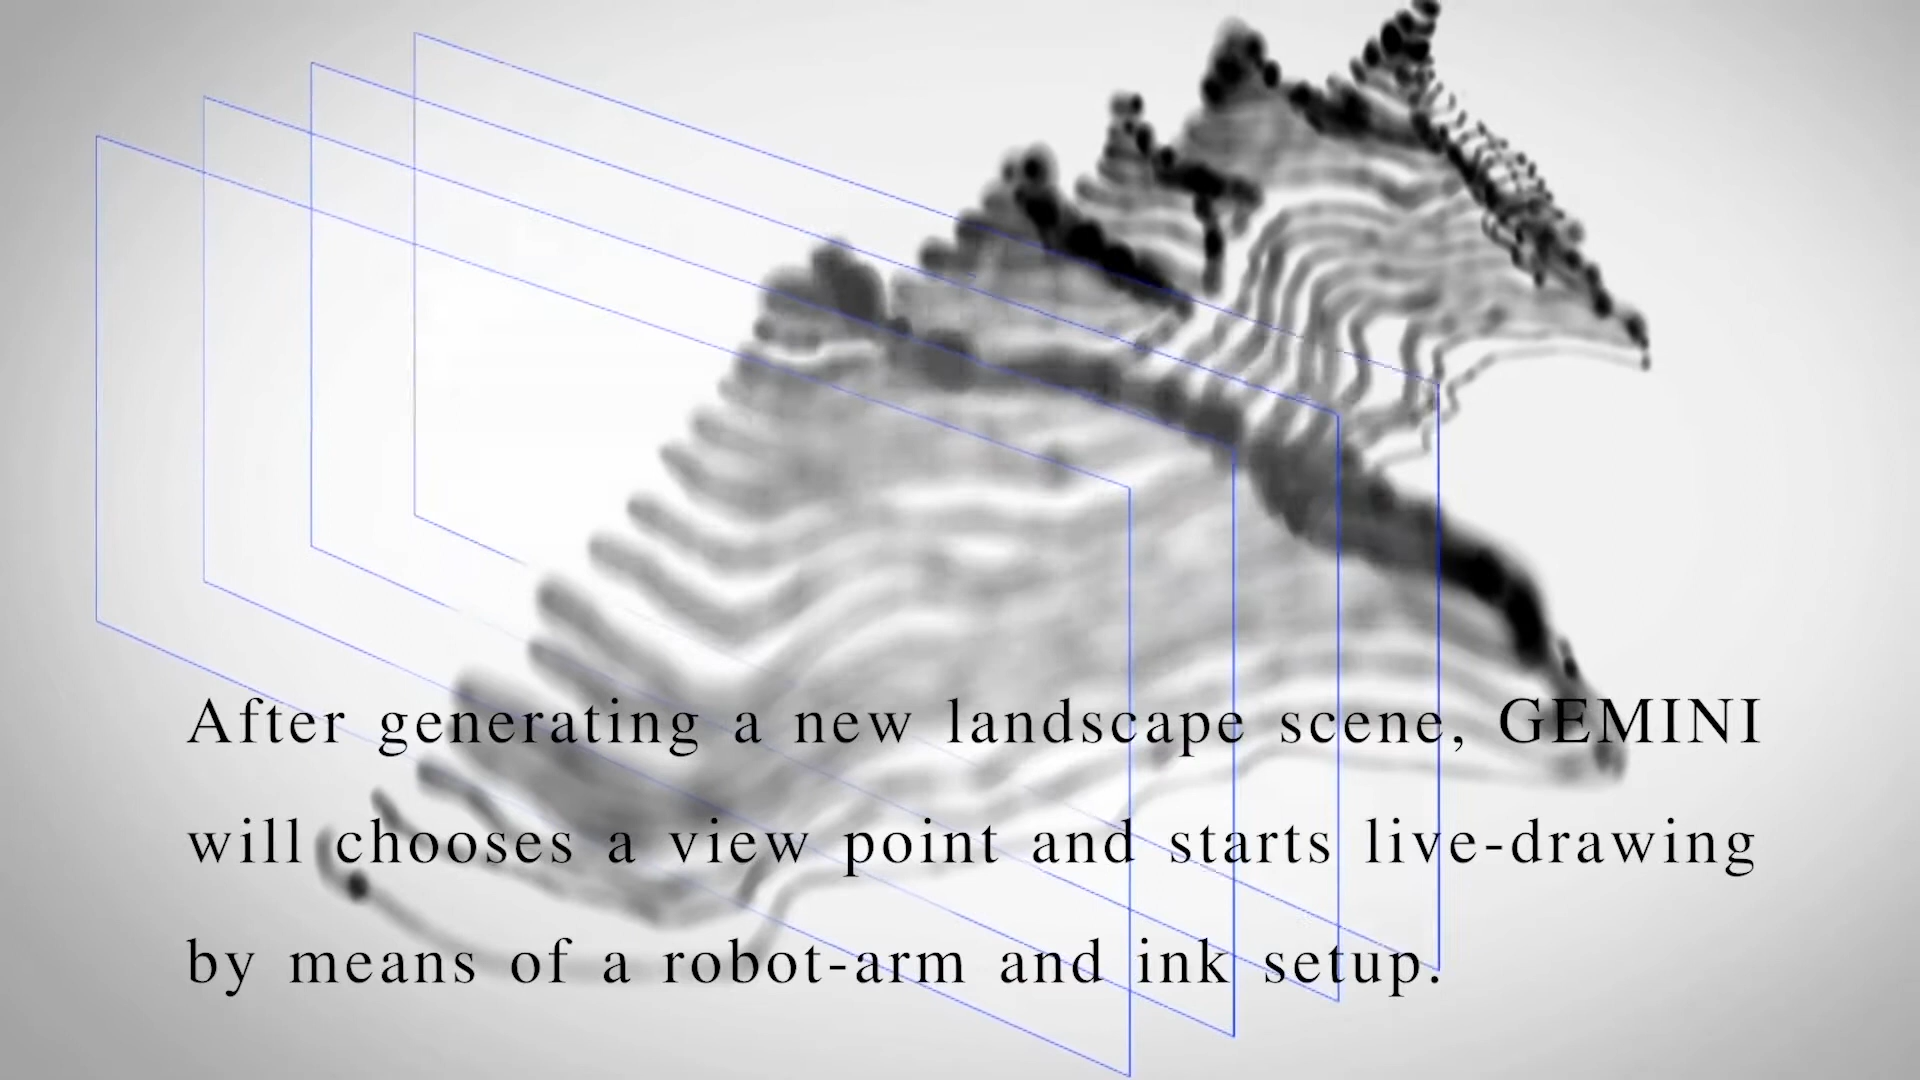 After generating a new landscape scene, GEMINI
will chooses a view point and starts live-drawing
by means of a robot-arm and ink setup.